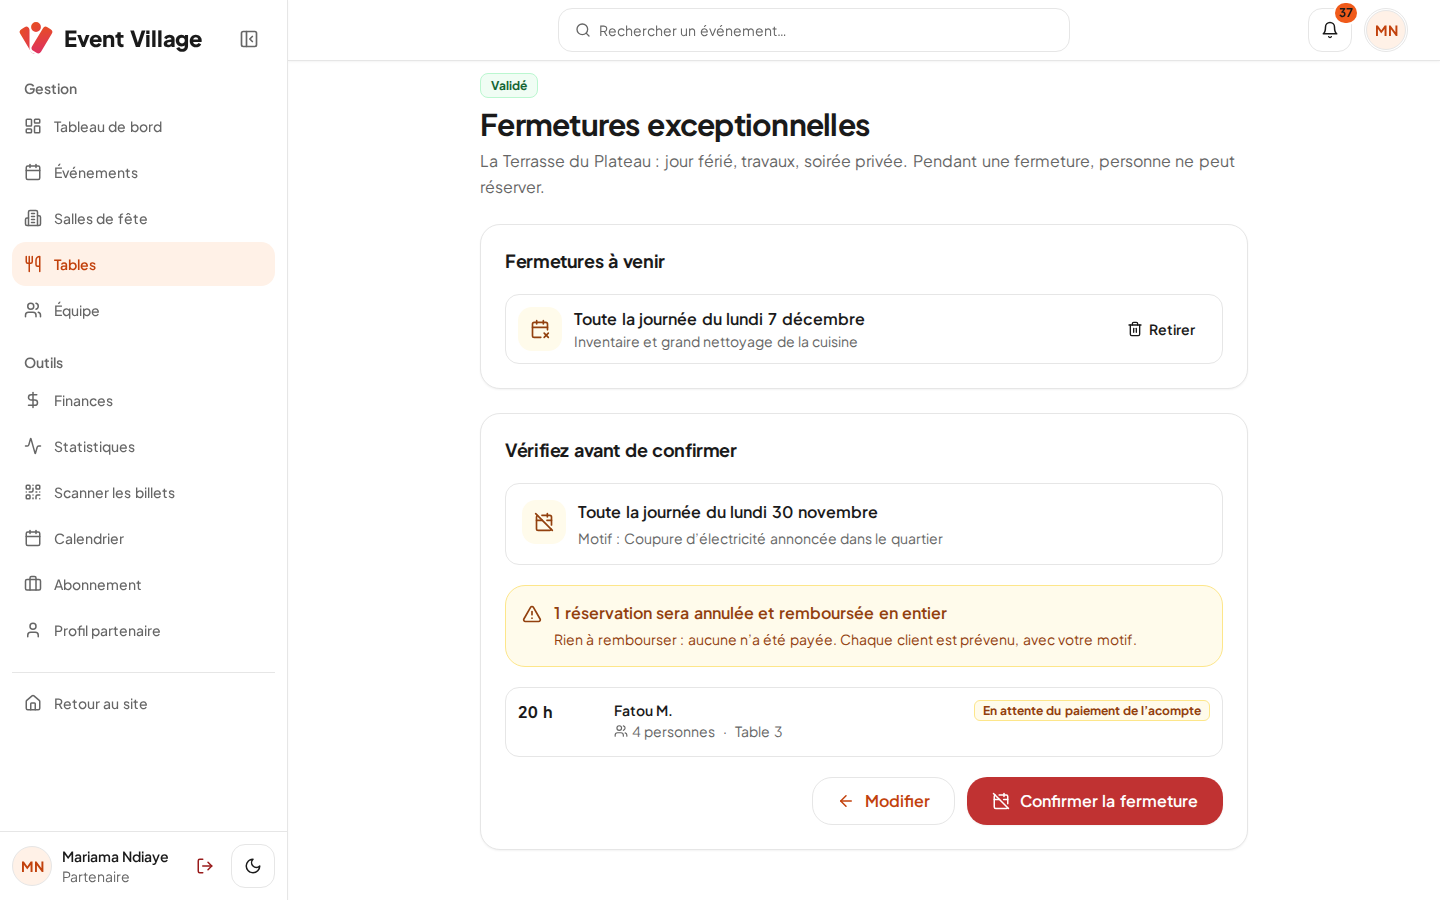 Event Village
Rechercher un événement...
37
MN
Gestion
Tableau de bord
Événements
Salles de fête
Tables
Équipe
Outils
Finances
Statistiques
Scanner les billets
Calendrier
Abonnement
Profil partenaire
Retour au site
MN
Mariama Ndiaye
Partenaire
Validé
Fermetures exceptionnelles
La Terrasse du Plateau : jour férié, travaux, soirée privée. Pendant une fermeture, personne ne peut
réserver.
Fermetures à venir
Toute la journée du lundi 7 décembre
Inventaire et grand nettoyage de la cuisine
Retirer
Vérifiez avant de confirmer
Toute la journée du lundi 30 novembre
Motif : Coupure d’électricité annoncée dans le quartier
1 réservation sera annulée et remboursée en entier
Rien à rembourser : aucune n’a été payée. Chaque client est prévenu, avec votre motif.
20 h
Fatou M.
En attente du paiement de l’acompte
4 personnes · Table 3
Modifier
Confirmer la fermeture